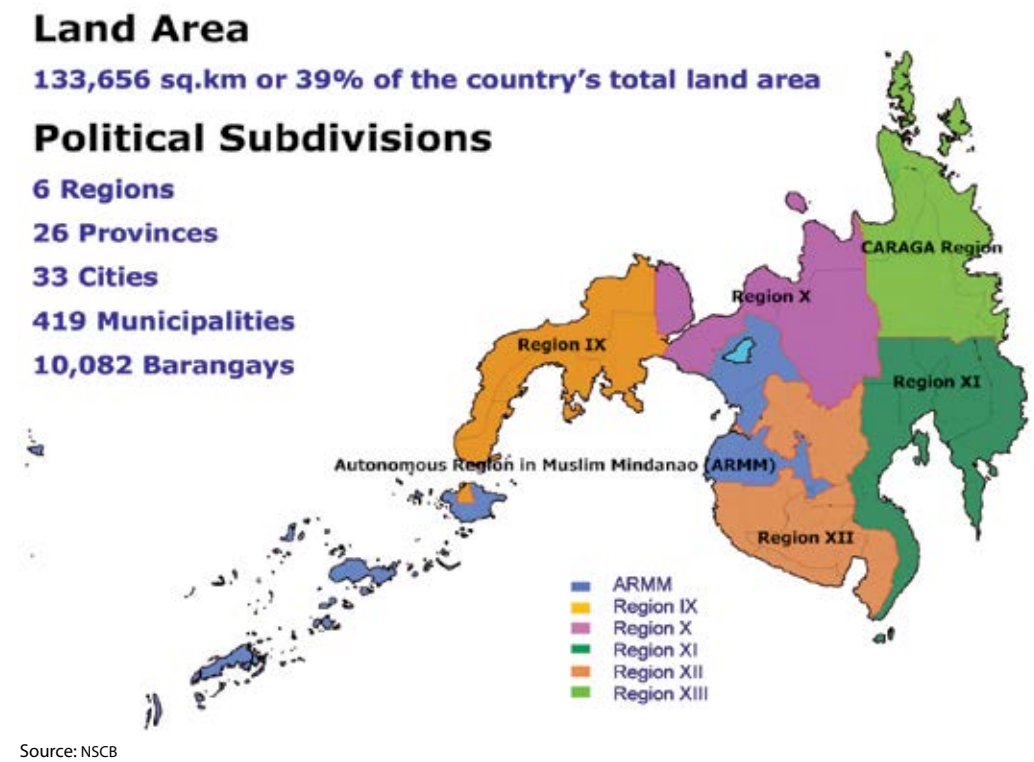 Land Area
133,656 sq.km or 39% of the country's total land area
Political Subdivisions
6 Regions
26 Provinces
33 Cities
419 Municipalities
10,082 Barangays
CARAGA Region
Region X
Region IX
Region XI
Autonomous Region in Muslim Mindanao (ARMM)
Region XII
ARMM
Region IX
Region X
Region XI
Region XII
Region XIII
Source: NSCB